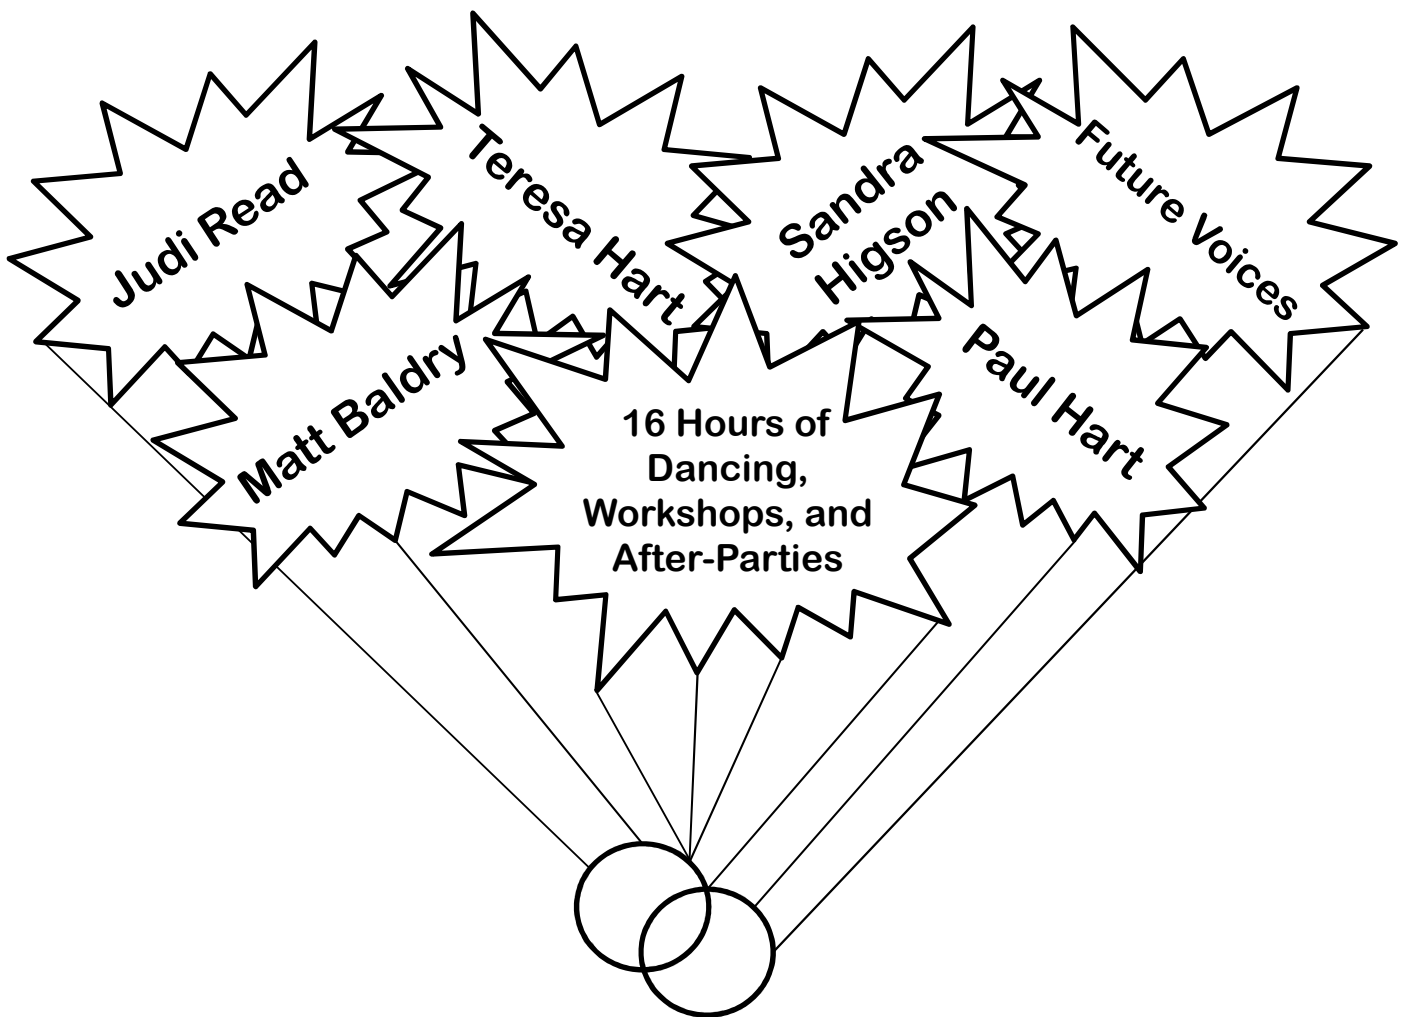 Judi Read
Teresa Hart
Sandra
Higson
Future Voices
Matt Baldry
16 Hours of
Dancing,
Workshops, and
After-Parties
Paul Hart